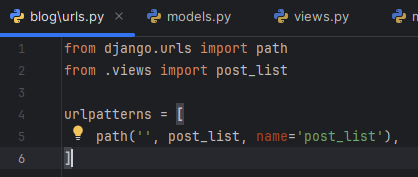 blog\urls.py
models.py
views.py
1 from django.urls import path
2 from .views import post_list
3
4 urlpatterns = [
5     path('', post_list, name='post_list'),
6 ]